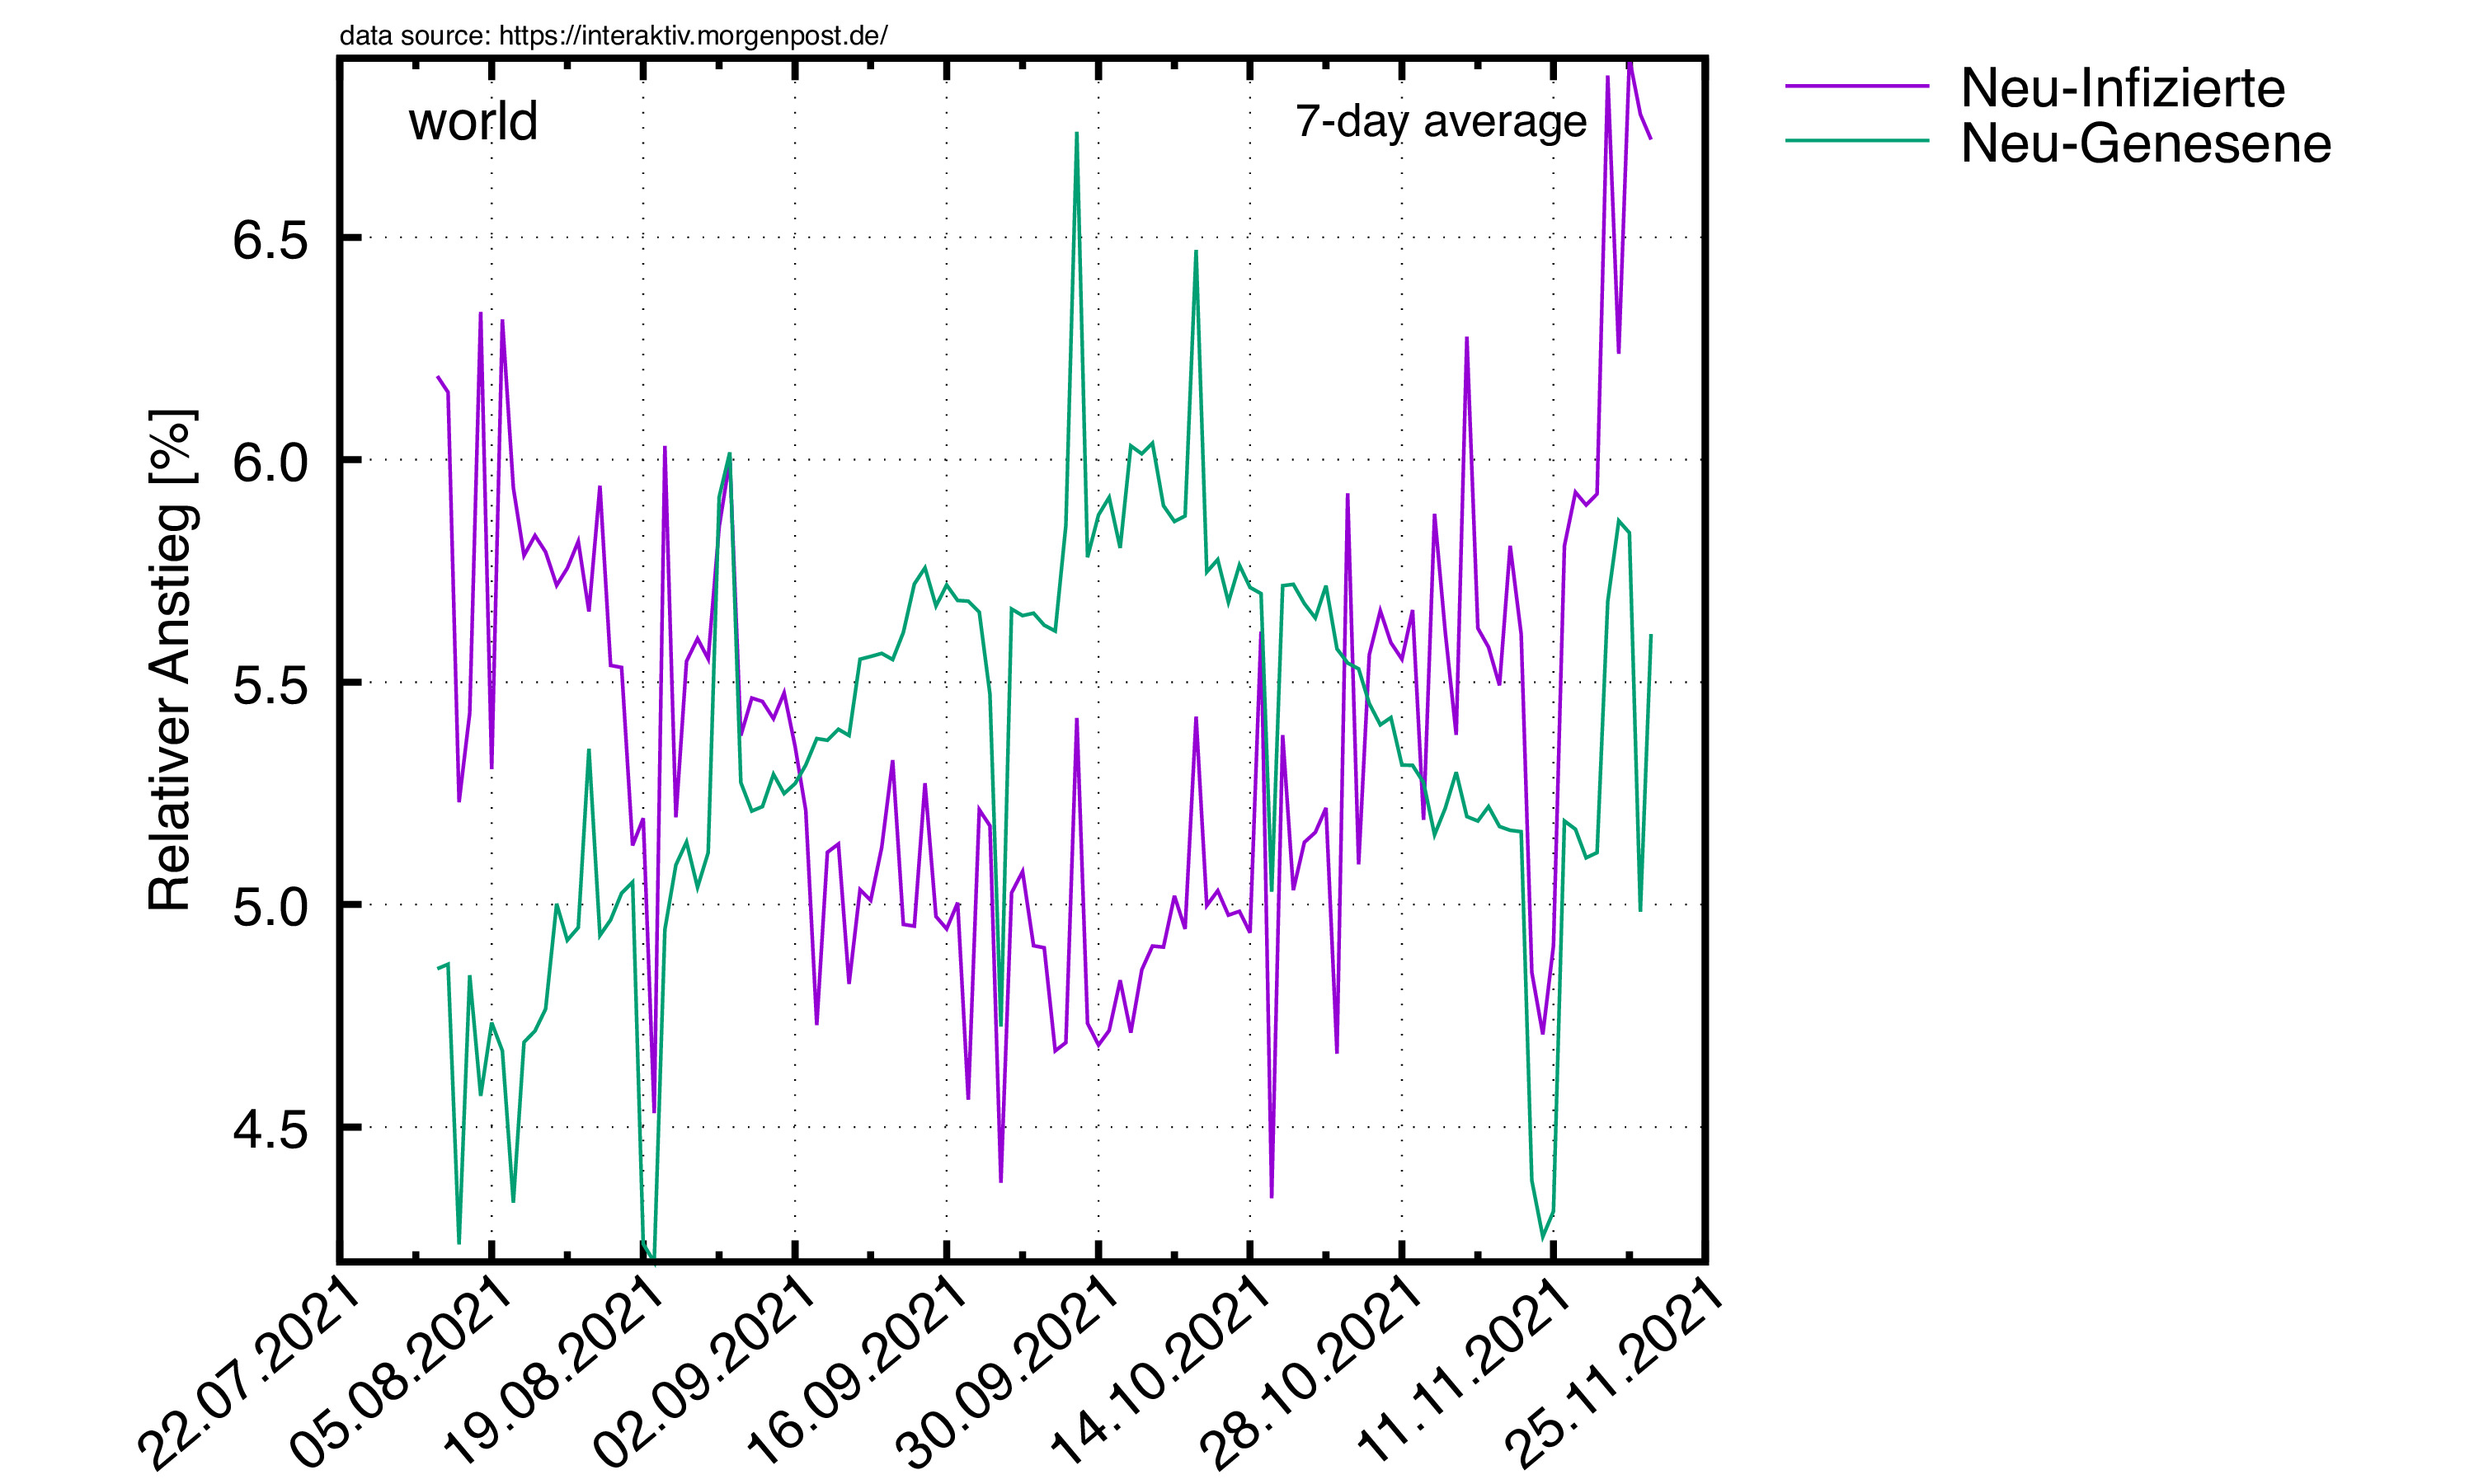 data source: https://interaktiv.morgenpost.de/
world
7-day average
Neu-Infizierte
Neu-Genesene
Relativer Anstieg [%]
6.5
6.0
5.5
5.0
4.5
22.07.2021
05.08.2021
19.08.2021
02.09.2021
16.09.2021
30.09.2021
14.10.2021
28.10.2021
11.11.2021
25.11.2021